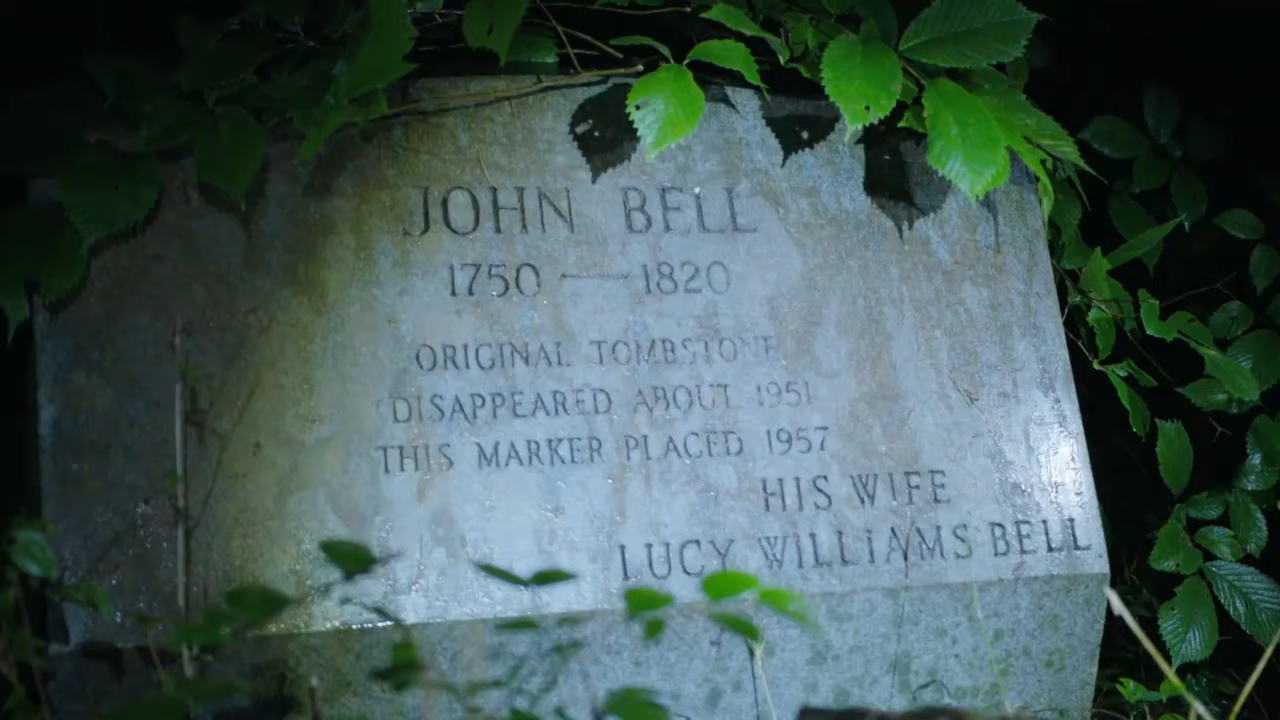 JOHN BELL
1750 — 1820
ORIGINAL TOMBSTONE
DISAPPEARED ABOUT 1951
THIS MARKER PLACED 1957
HIS WIFE
LUCY WILLIAMS BELL